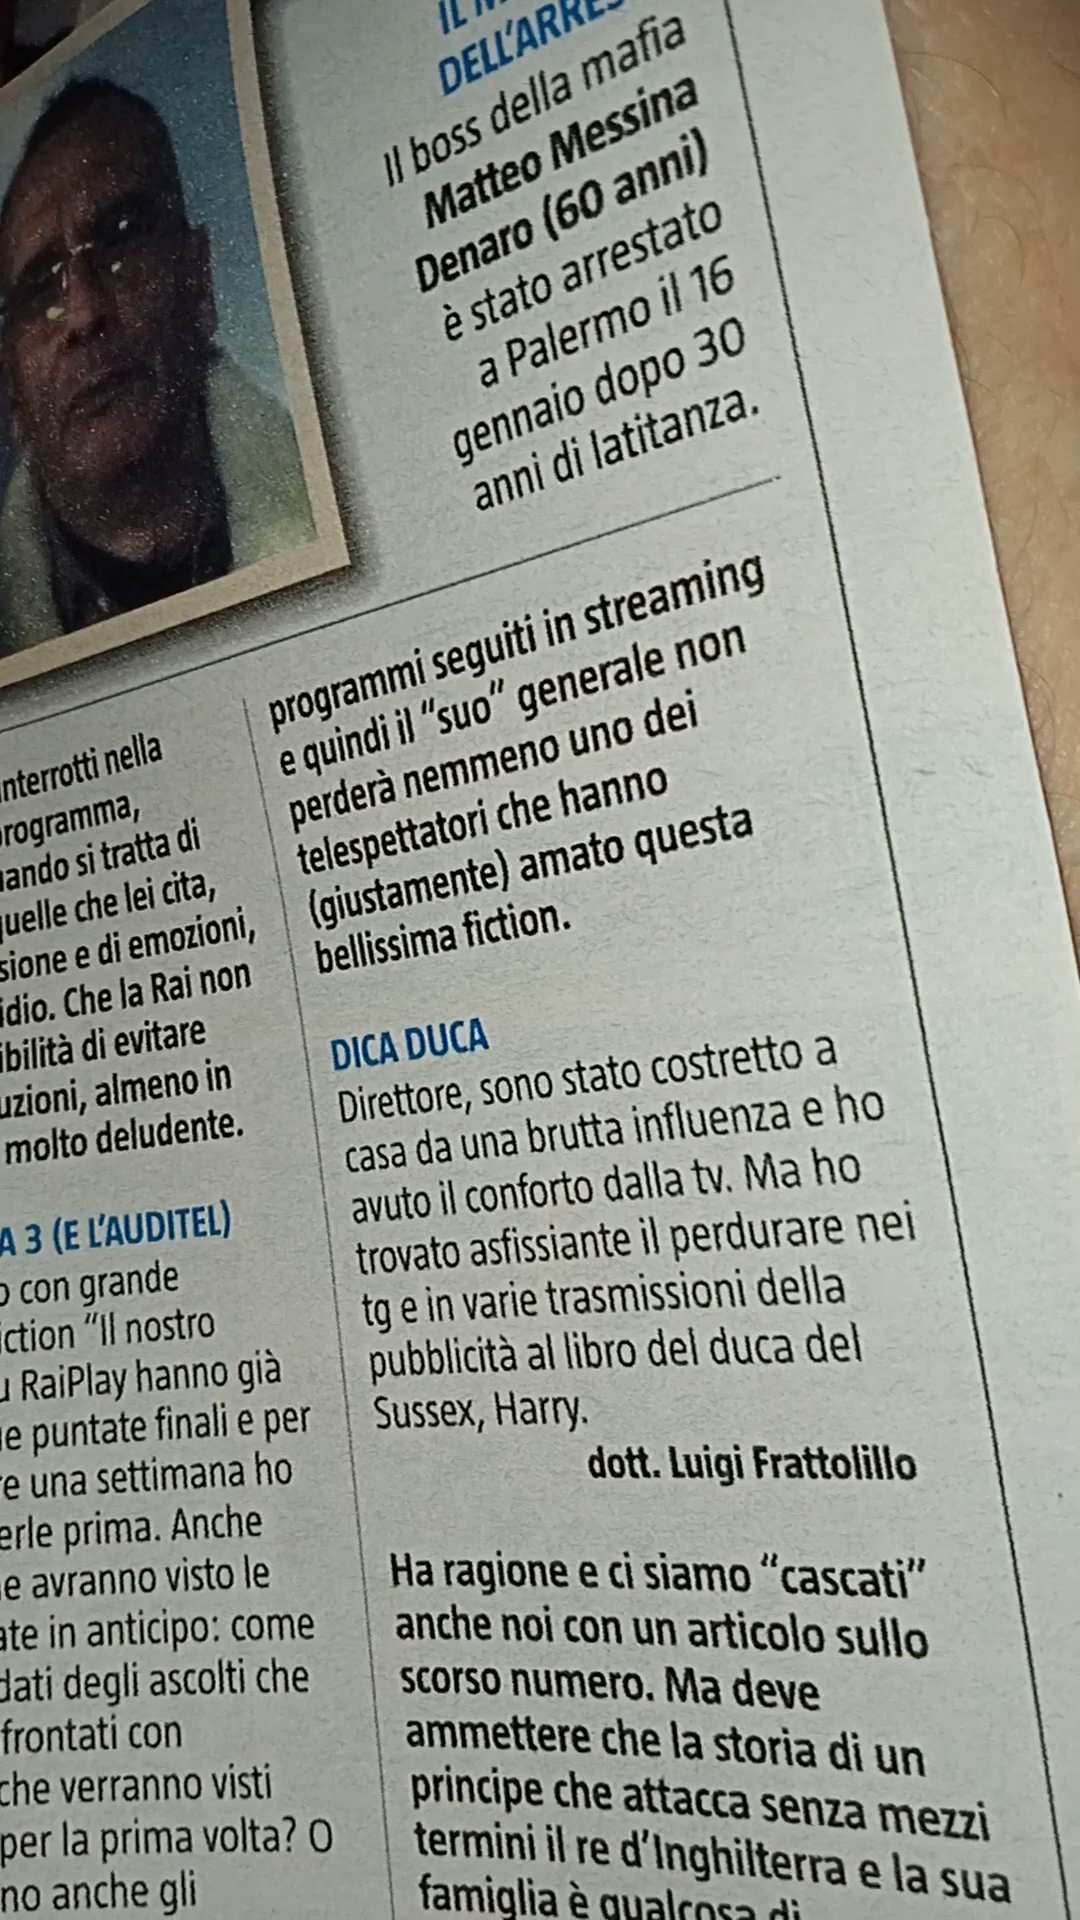 DELL'ARRES
Il boss della mafia
Matteo Messina
Denaro (60 anni)
è stato arrestato
a Palermo il 16
gennaio dopo 30
anni di latitanza.
nterrotti nella
rogramma,
ando si tratta di
quelle che lei cita,
sione e di emozioni,
idio. Che la Rai non
ibilità di evitare
uzioni, almeno in
molto deludente.
A 3 (E L'AUDITEL)
o con grande
iction “Il nostro
u RaiPlay hanno già
ue puntate finali e per
re una settimana ho
erle prima. Anche
e avranno visto le
ate in anticipo: come
dati degli ascolti che
frontati con
che verranno visti
per la prima volta? O
no anche gli
programmi seguiti in streaming
e quindi il “suo” generale non
perderà nemmeno uno dei
telespettatori che hanno
(giustamente) amato questa
bellissima fiction.
DICA DUCA
Direttore, sono stato costretto a
casa da una brutta influenza e ho
avuto il conforto dalla tv. Ma ho
trovato asfissiante il perdurare nei
tg e in varie trasmissioni della
pubblicità al libro del duca del
Sussex, Harry.
dott. Luigi Frattolillo
Ha ragione e ci siamo “cascati”
anche noi con un articolo sullo
scorso numero. Ma deve
ammettere che la storia di un
principe che attacca senza mezzi
termini il re d'Inghilterra e la sua
famiglia è qualcosa di